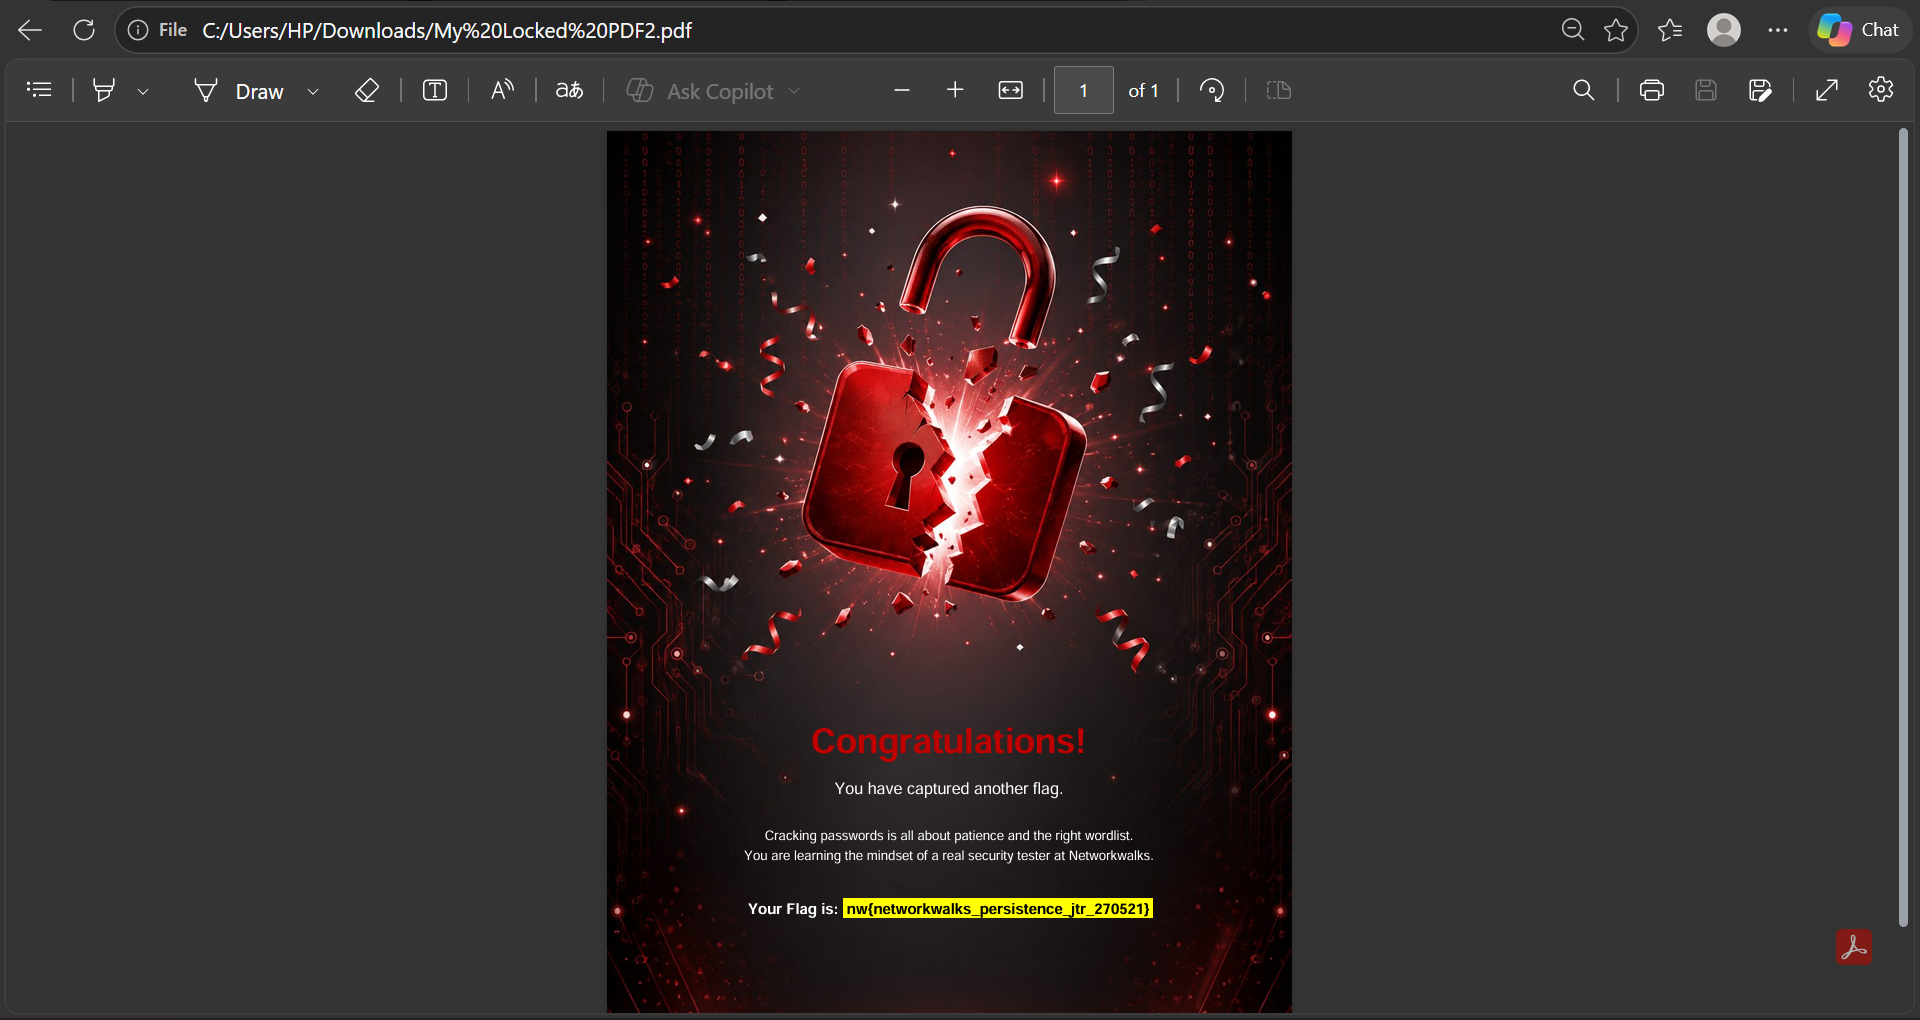 File C:/Users/HP/Downloads/My%20Locked%20PDF2.pdf
Chat
Draw
T
A
aあ
Ask Copilot
1 of 1
Congratulations!
You have captured another flag.
Cracking passwords is all about patience and the right wordlist.
You are learning the mindset of a real security tester at Networkwalks.
Your Flag is: nw{networkwalks_persistence_jtr_270521}